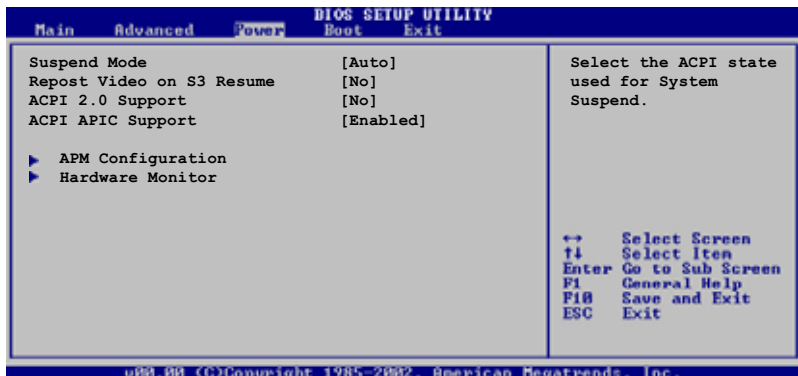 BIOS SETUP UTILITY
Main Advanced Power Boot Exit
Suspend Mode [Auto]
Repost Video on S3 Resume [No]
ACPI 2.0 Support [No]
ACPI APIC Support [Enabled]
APM Configuration
Hardware Monitor
Select the ACPI state
used for System
Suspend.
↔ Select Screen
↑↓ Select Item
Enter Go to Sub Screen
F1 General Help
F10 Save and Exit
ESC Exit
v00.00 (C)Copyright 1985-2002, American Megatrends, Inc.